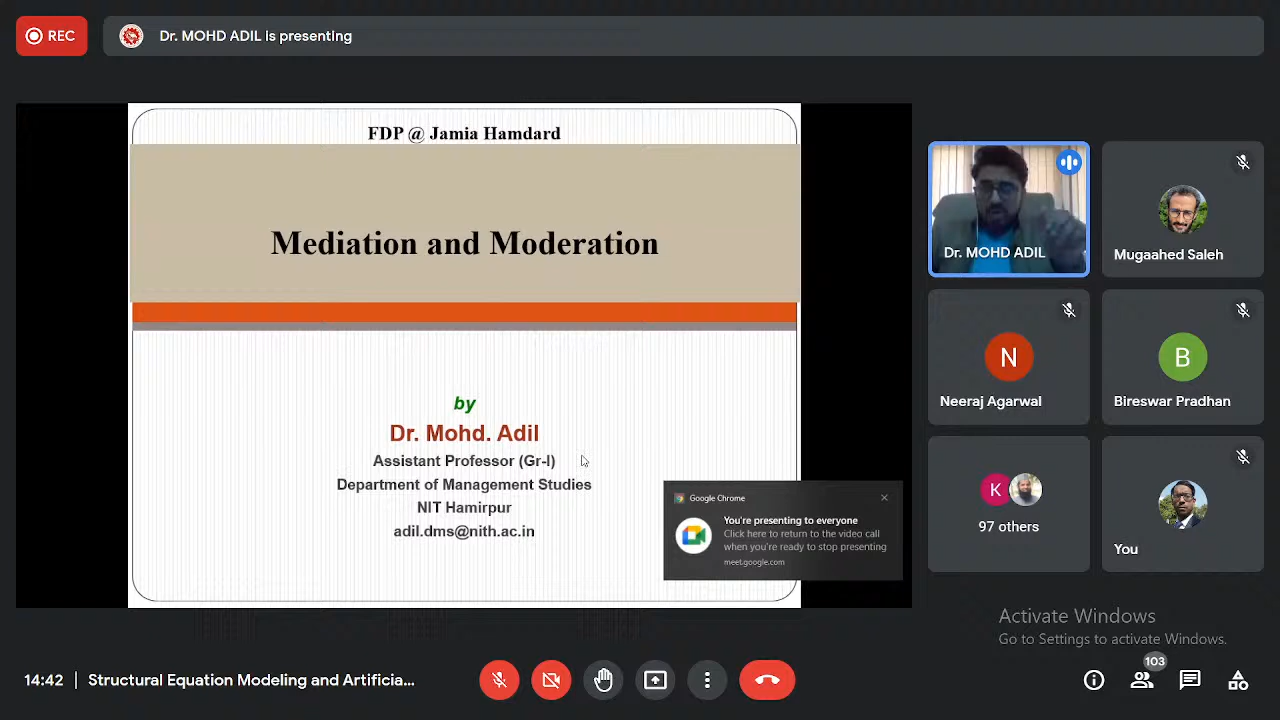 REC
Dr. MOHD ADIL is presenting
FDP @ Jamia Hamdard
Mediation and Moderation
by
Dr. Mohd. Adil
Assistant Professor (Gr-I)
Department of Management Studies
NIT Hamirpur
adil.dms@nith.ac.in
Google Chrome
You're presenting to everyone
Click here to return to the video call
when you're ready to stop presenting
meet.google.com
Dr. MOHD ADIL
Mugaahed Saleh
N
Neeraj Agarwal
B
Bireswar Pradhan
K
97 others
You
Activate Windows
Go to Settings to activate Windows.
14:42
Structural Equation Modeling and Artificia...
103